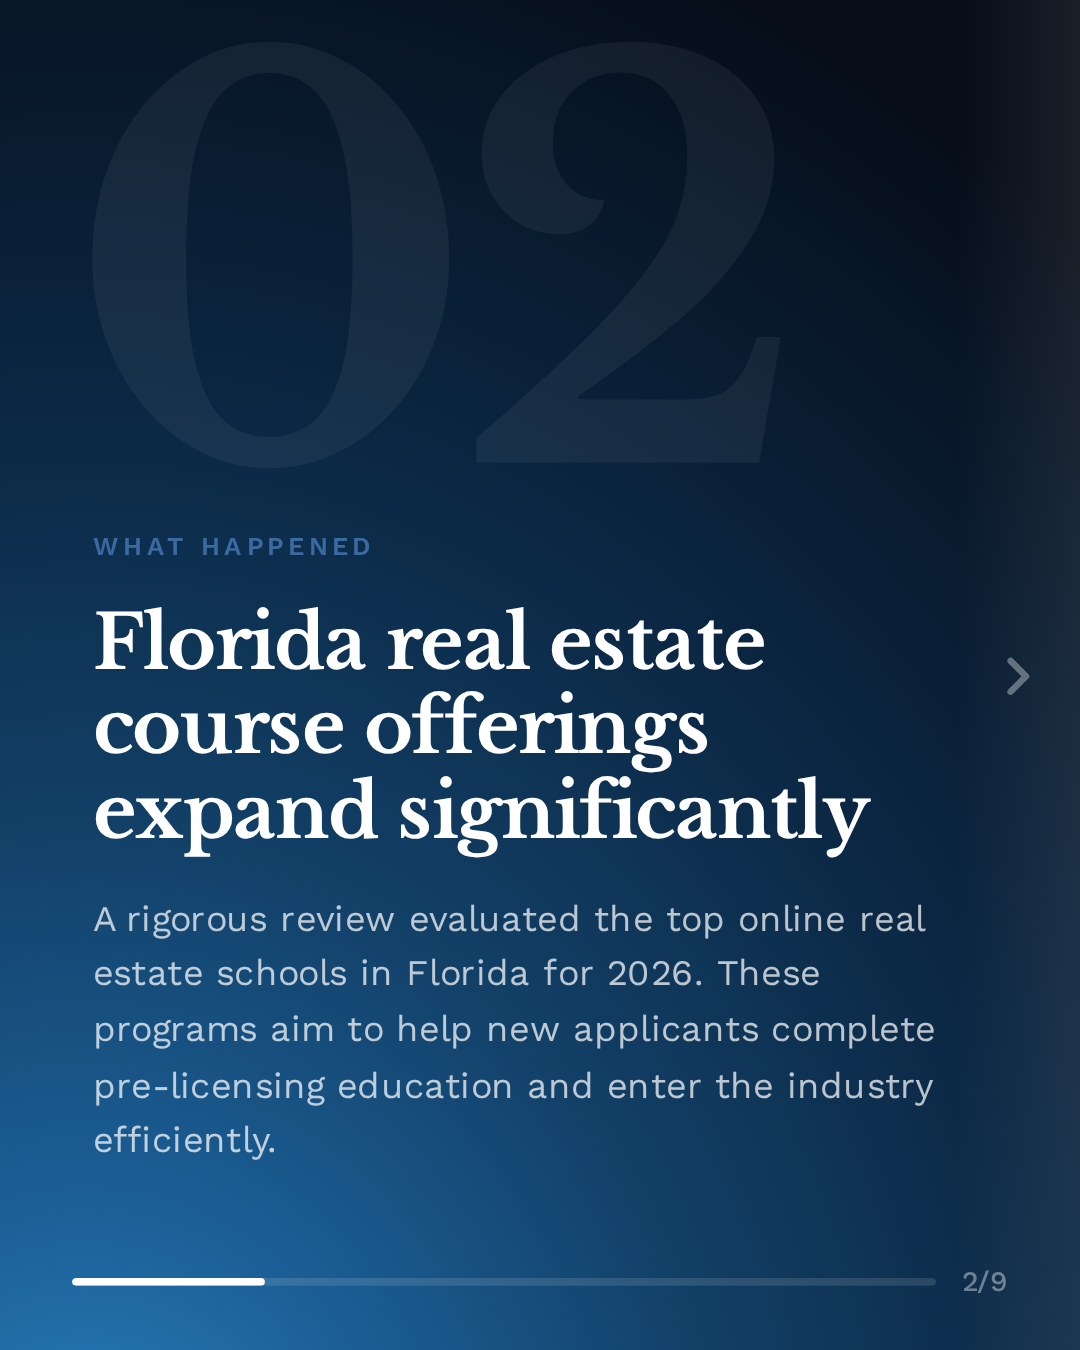 02
WHAT HAPPENED
Florida real estate
course offerings
expand significantly
A rigorous review evaluated the top online real
estate schools in Florida for 2026. These
programs aim to help new applicants complete
pre-licensing education and enter the industry
efficiently.
2/9